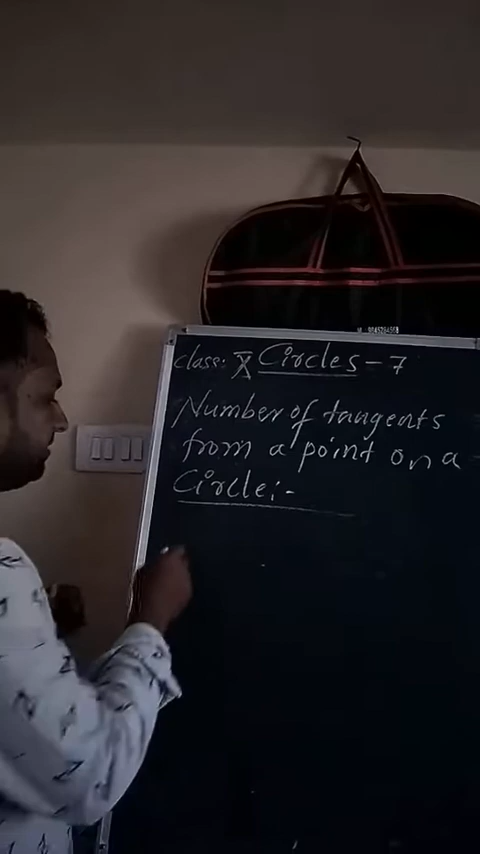 class: X Circles - 7
Number of tangents
from a point on a
Circle:-